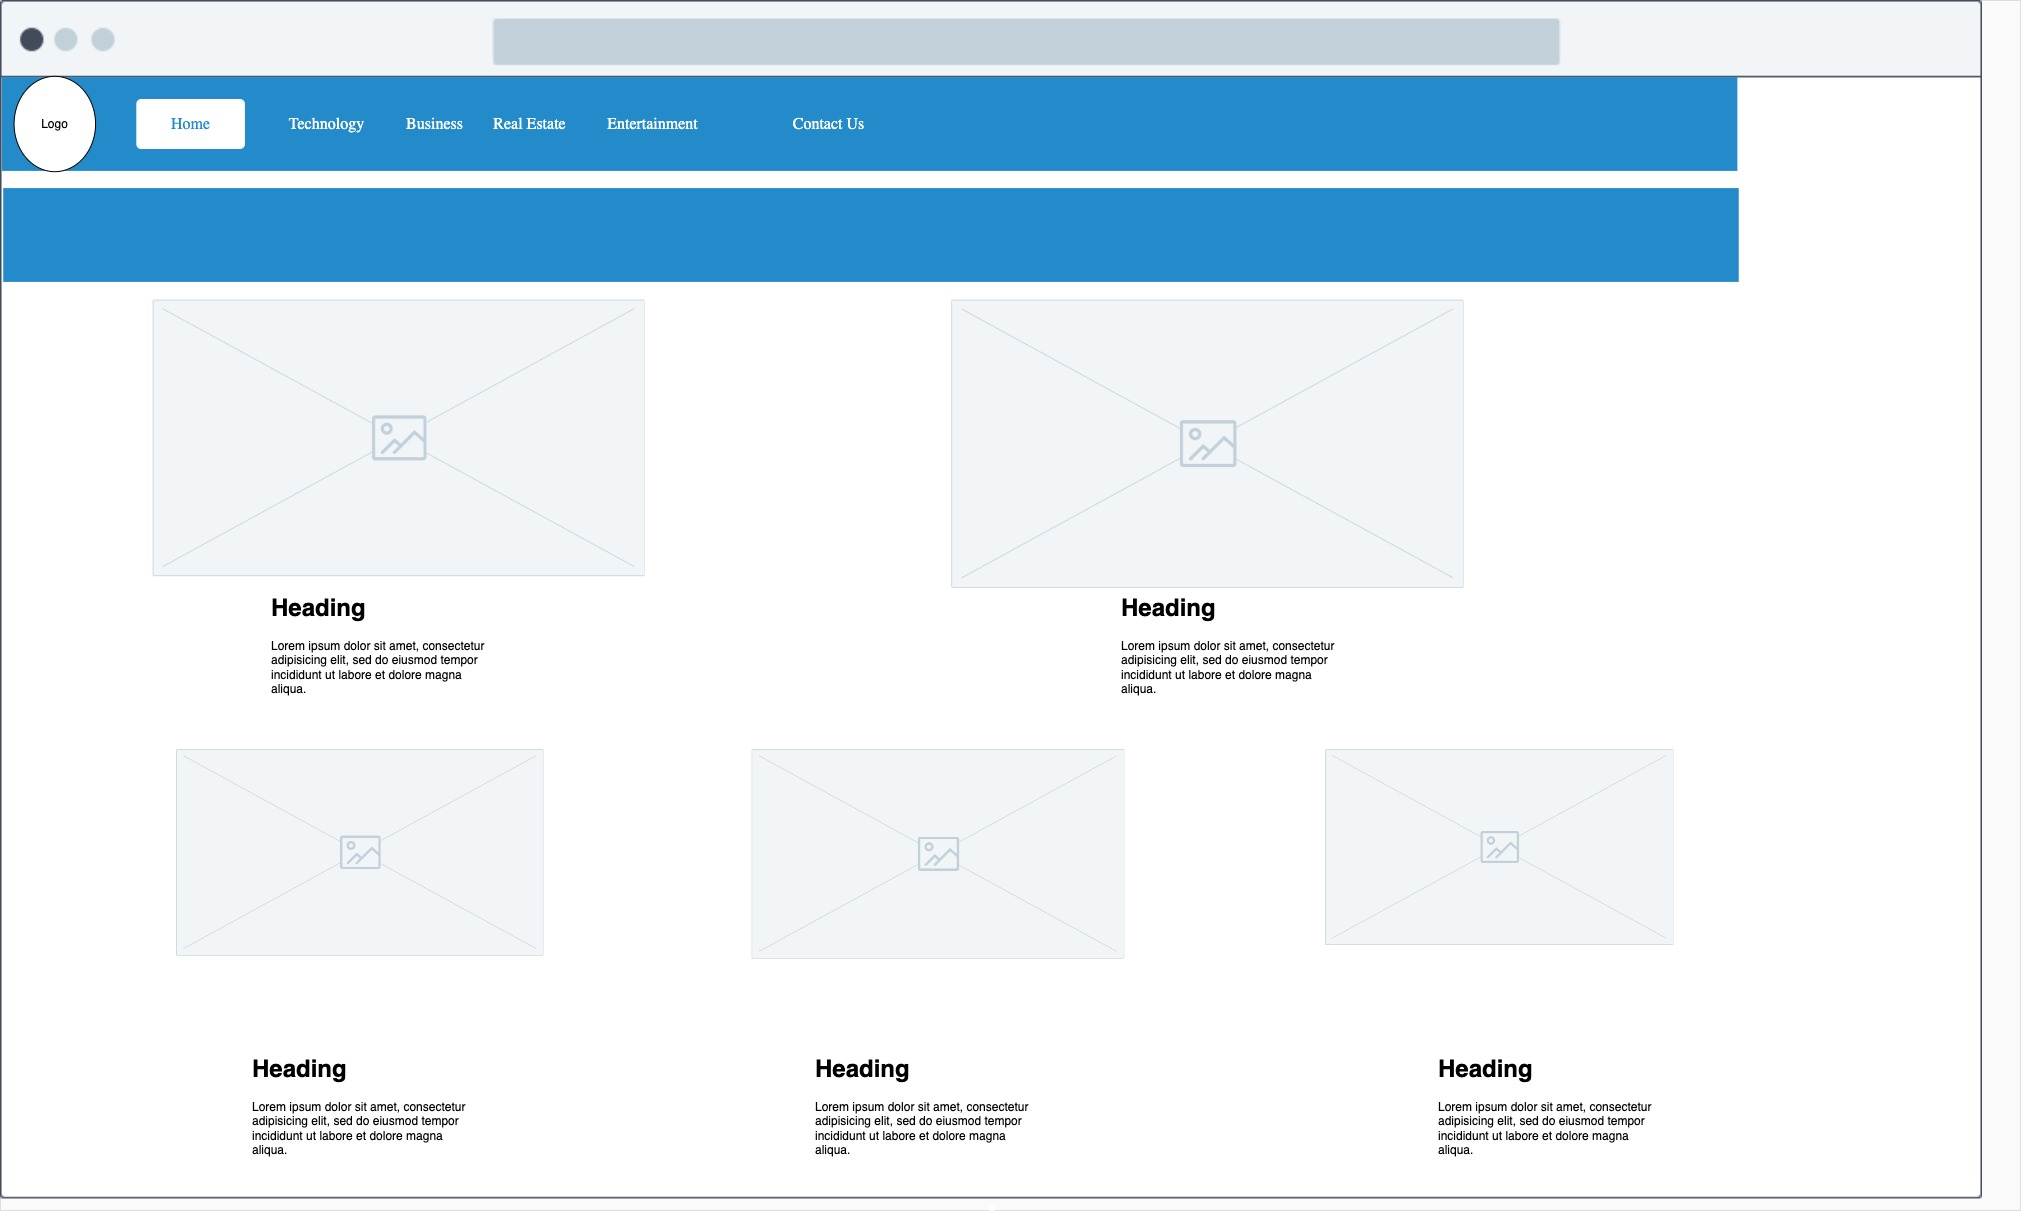 Logo
Home
Technology
Business
Real Estate
Entertainment
Contact Us
Heading
Lorem ipsum dolor sit amet, consectetur
adipisicing elit, sed do eiusmod tempor
incididunt ut labore et dolore magna
aliqua.
Heading
Lorem ipsum dolor sit amet, consectetur
adipisicing elit, sed do eiusmod tempor
incididunt ut labore et dolore magna
aliqua.
Heading
Lorem ipsum dolor sit amet, consectetur
adipisicing elit, sed do eiusmod tempor
incididunt ut labore et dolore magna
aliqua.
Heading
Lorem ipsum dolor sit amet, consectetur
adipisicing elit, sed do eiusmod tempor
incididunt ut labore et dolore magna
aliqua.
Heading
Lorem ipsum dolor sit amet, consectetur
adipisicing elit, sed do eiusmod tempor
incididunt ut labore et dolore magna
aliqua.